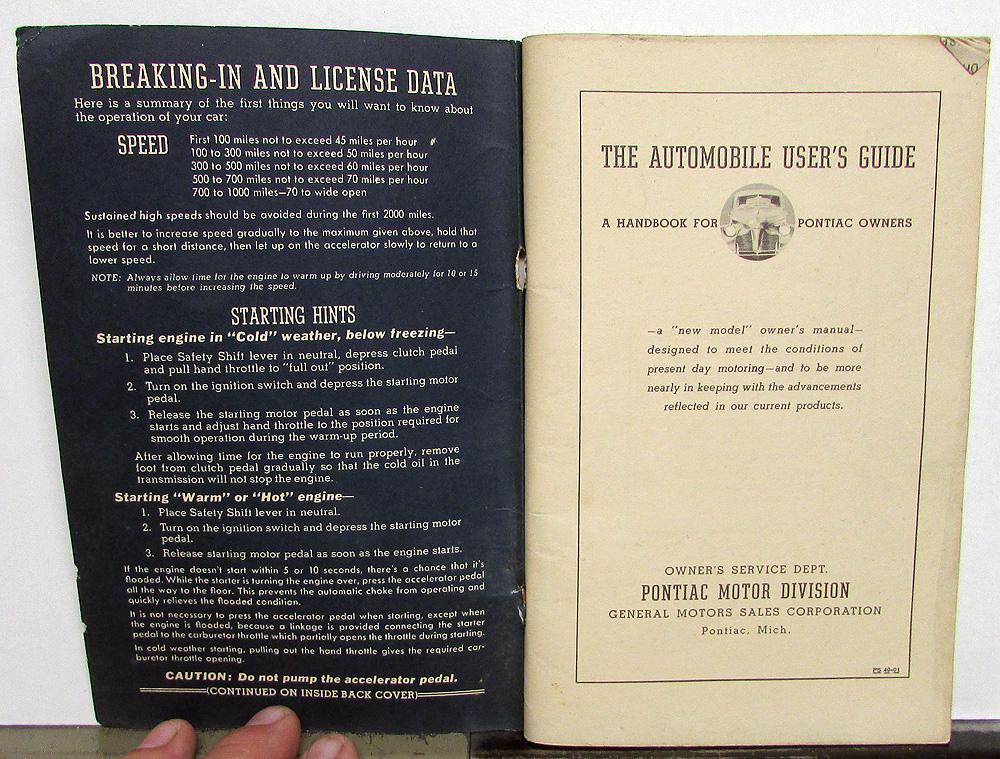 BREAKING-IN AND LICENSE DATA
Here is a summary of the first things you will want to know about
the operation of your car:
SPEED
First 100 miles not to exceed 45 miles per hour
100 to 300 miles not to exceed 50 miles per hour
300 to 500 miles not to exceed 60 miles per hour
500 to 700 miles not to exceed 70 miles per hour
700 to 1000 miles—70 to wide open
Sustained high speeds should be avoided during the first 2000 miles.
It is better to increase speed gradually to the maximum given above, hold that
speed for a short distance, then let up on the accelerator slowly to return to a
lower speed.
NOTE: Always allow time for the engine to warm up by driving moderately for 10 or 15
minutes before increasing the speed.
STARTING HINTS
Starting engine in "Cold" weather, below freezing—
1. Place Safety Shift lever in neutral, depress clutch pedal
and pull hand throttle to "full out" position.
2. Turn on the ignition switch and depress the starting motor
pedal.
3. Release the starting motor pedal as soon as the engine
starts and adjust hand throttle to the position required for
smooth operation during the warm-up period.
After allowing time for the engine to run properly, remove
foot from clutch pedal gradually so that the cold oil in the
transmission will not stop the engine.
Starting "Warm" or "Hot" engine—
1. Place Safety Shift lever in neutral.
2. Turn on the ignition switch and depress the starting motor
pedal.
3. Release starting motor pedal as soon as the engine starts.
If the engine doesn't start within 5 or 10 seconds, there's a chance that it's
flooded. While the starter is turning the engine over, press the accelerator pedal
all the way to the floor. This prevents the automatic choke from operating and
quickly relieves the flooded condition.
It is not necessary to press the accelerator pedal when starting, except when
the engine is flooded, because a linkage is provided connecting the starter
pedal to the carburetor throttle which partially opens the throttle during starting.
In cold weather starting, pulling out the hand throttle gives the required car-
buretor throttle opening.
CAUTION: Do not pump the accelerator pedal.
(CONTINUED ON INSIDE BACK COVER)
THE AUTOMOBILE USER'S GUIDE
A HANDBOOK FOR PONTIAC OWNERS
—a "new model" owner's manual—
designed to meet the conditions of
present day motoring—and to be more
nearly in keeping with the advancements
reflected in our current products.
OWNER'S SERVICE DEPT.
PONTIAC MOTOR DIVISION
GENERAL MOTORS SALES CORPORATION
Pontiac, Mich.